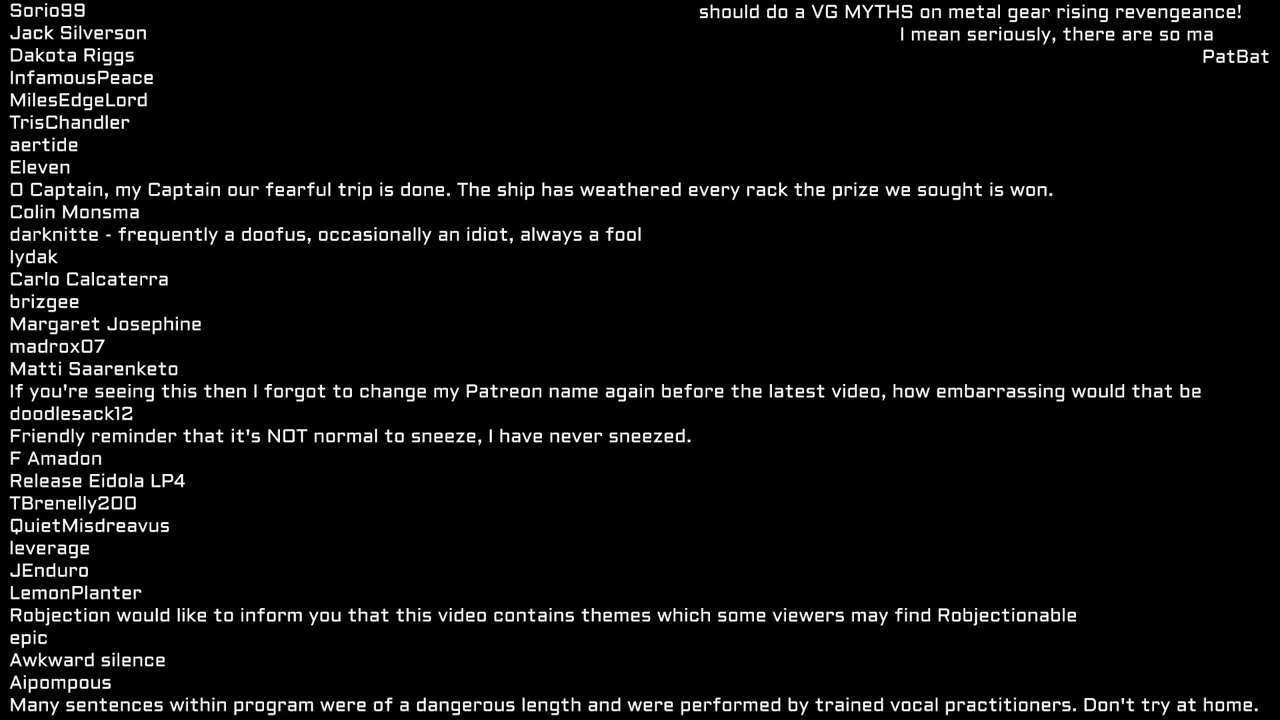 Sorio99
should do a VG MYTHS on metal gear rising revengeance!
Jack Silverson
I mean seriously, there are so ma
Dakota Riggs
PatBat
InfamousPeace
MilesEdgeLord
TrisChandler
aertide
Eleven
O Captain, my Captain our fearful trip is done. The ship has weathered every rack the prize we sought is won.
Colin Monsma
darknitte - frequently a doofus, occasionally an idiot, always a fool
lydak
Carlo Calcaterra
brizgee
Margaret Josephine
madrox07
Matti Saarenketo
If you're seeing this then I forgot to change my Patreon name again before the latest video, how embarrassing would that be
doodlesack12
Friendly reminder that it's NOT normal to sneeze, I have never sneezed.
F Amadon
Release Eidola LP4
TBrenelly200
QuietMisdreavus
leverage
JEnduro
LemonPlanter
Robjection would like to inform you that this video contains themes which some viewers may find Robjectionable
epic
Awkward silence
Aipompous
Many sentences within program were of a dangerous length and were performed by trained vocal practitioners. Don't try at home.